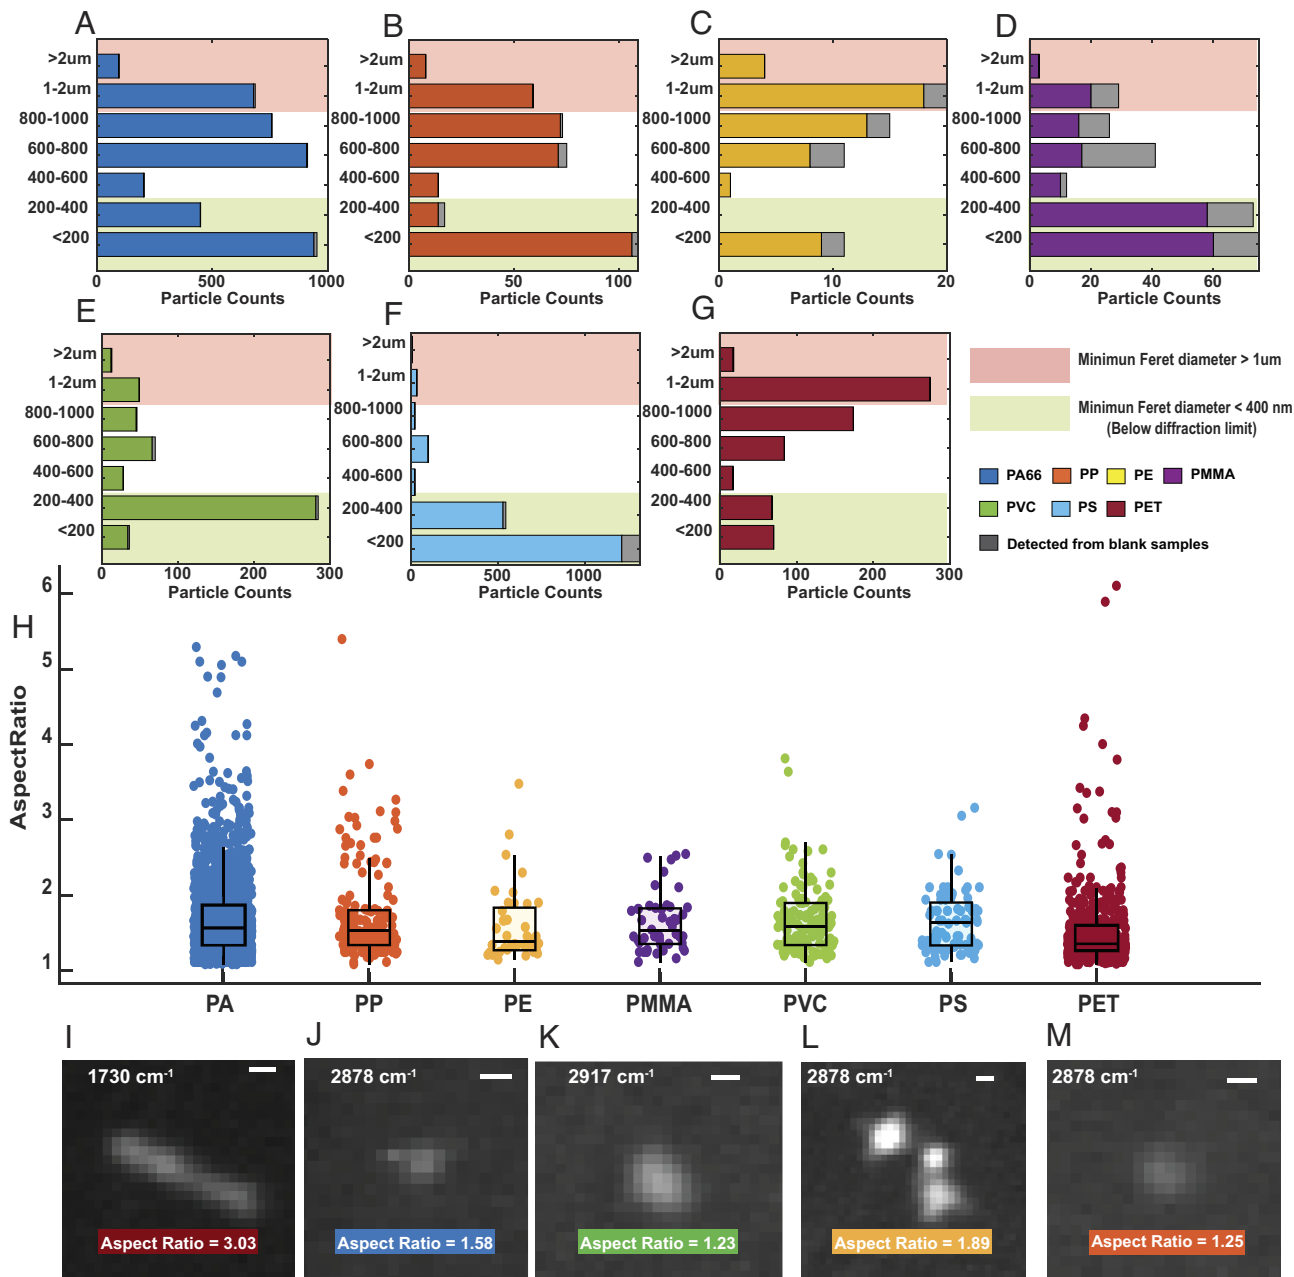 A
>2um
1-2um
800-1000
600-800
400-600
200-400
<200
0 500 1000
Particle Counts
B
>2um
1-2um
800-1000
600-800
400-600
200-400
<200
0 50 100
Particle Counts
C
>2um
1-2um
800-1000
600-800
400-600
200-400
<200
0 10 20
Particle Counts
D
>2um
1-2um
800-1000
600-800
400-600
200-400
<200
0 20 40 60
Particle Counts
E
>2um
1-2um
800-1000
600-800
400-600
200-400
<200
0 100 200 300
Particle Counts
F
>2um
1-2um
800-1000
600-800
400-600
200-400
<200
0 500 1000
Particle Counts
G
>2um
1-2um
800-1000
600-800
400-600
200-400
<200
0 100 200 300
Particle Counts
Minimun Feret diameter > 1um
Minimun Feret diameter < 400 nm
(Below diffraction limit)
PA66 PP PE PMMA
PVC PS PET
Detected from blank samples
H
AspectRatio
6
5
4
3
2
1
PA PP PE PMMA PVC PS PET
I
1730 cm⁻¹
Aspect Ratio = 3.03
J
2878 cm⁻¹
Aspect Ratio = 1.58
K
2917 cm⁻¹
Aspect Ratio = 1.23
L
2878 cm⁻¹
Aspect Ratio = 1.89
M
2878 cm⁻¹
Aspect Ratio = 1.25